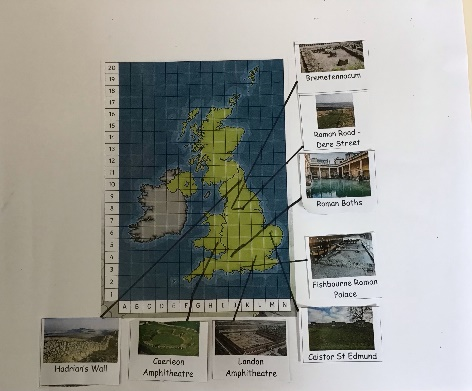 20
19
18
17
16
15
14
13
12
11
10
9
8
7
6
5
4
3
2
1
A B C D E F G H I J K L M N
Bremetennacum
Roman Road -
Dere Street
Roman Baths
Fishbourne Roman
Palace
Caistor St Edmund
Hadrian's Wall
Caerleon
Amphitheatre
London
Amphitheatre